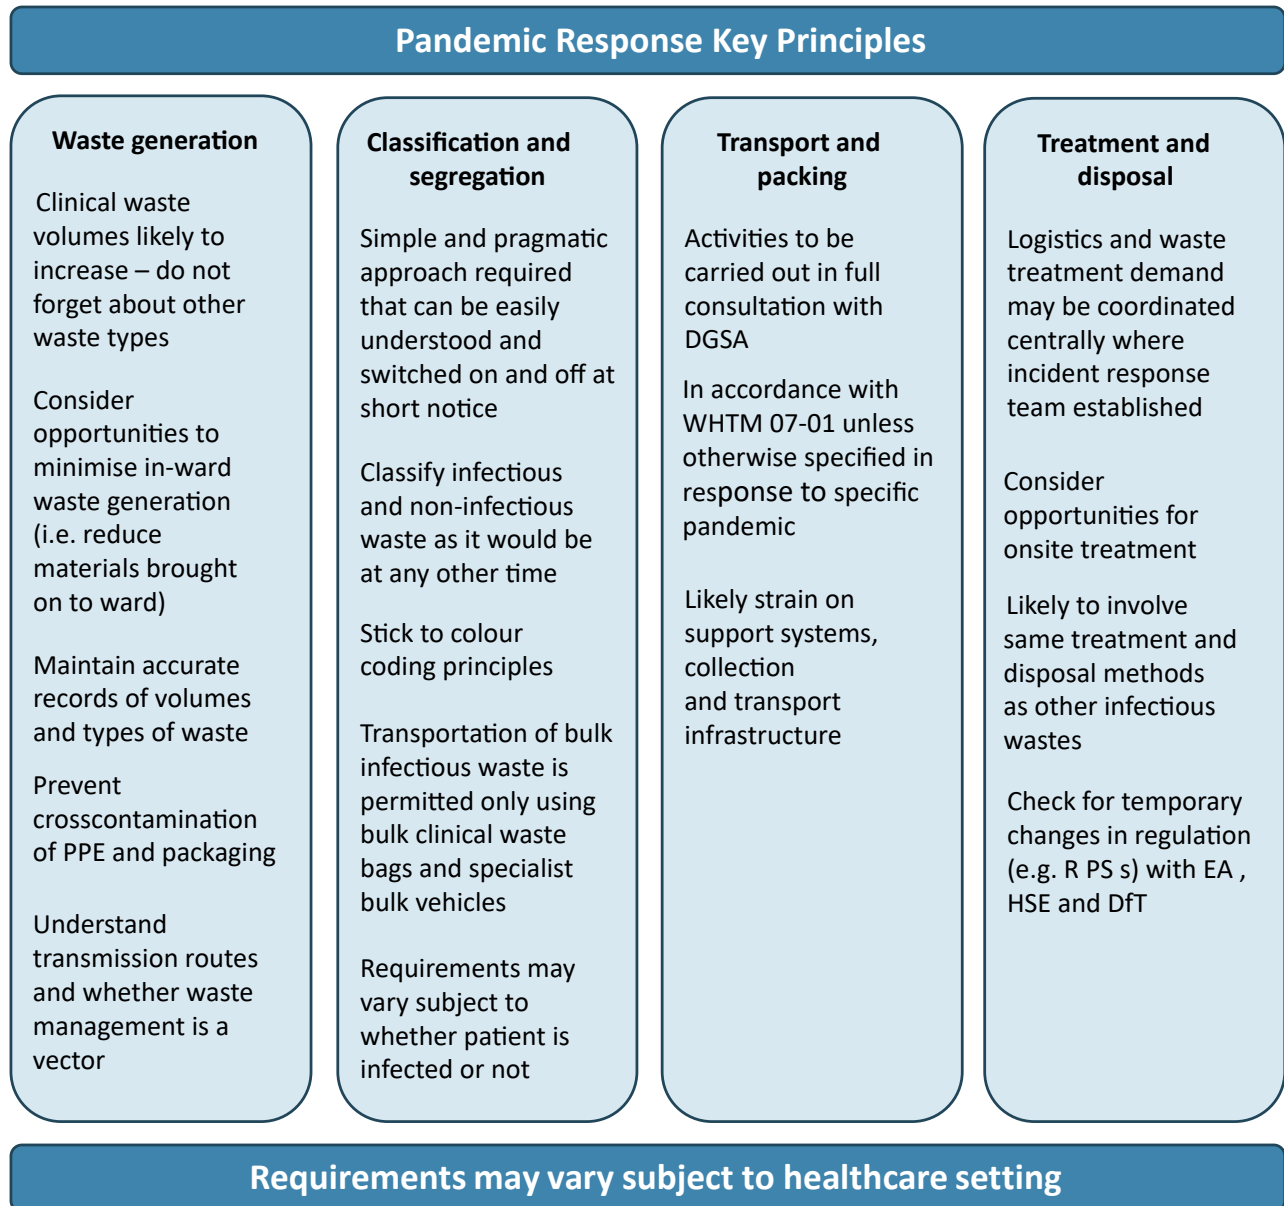 Pandemic Response Key Principles
Waste generation
Clinical waste
volumes likely to
increase – do not
forget about other
waste types
Consider
opportunities to
minimise in-ward
waste generation
(i.e. reduce
materials brought
on to ward)
Maintain accurate
records of volumes
and types of waste
Prevent
crosscontamination
of PPE and packaging
Understand
transmission routes
and whether waste
management is a
vector
Classification and
segregation
Simple and pragmatic
approach required
that can be easily
understood and
switched on and off at
short notice
Classify infectious
and non-infectious
waste as it would be
at any other time
Stick to colour
coding principles
Transportation of bulk
infectious waste is
permitted only using
bulk clinical waste
bags and specialist
bulk vehicles
Requirements may
vary subject to
whether patient is
infected or not
Transport and
packing
Activities to be
carried out in full
consultation with
DGSA
In accordance with
WHTM 07-01 unless
otherwise specified in
response to specific
pandemic
Likely strain on
support systems,
collection
and transport
infrastructure
Treatment and
disposal
Logistics and waste
treatment demand
may be coordinated
centrally where
incident response
team established
Consider
opportunities for
onsite treatment
Likely to involve
same treatment and
disposal methods
as other infectious
wastes
Check for temporary
changes in regulation
(e.g. R PS s) with EA ,
HSE and DfT
Requirements may vary subject to healthcare setting